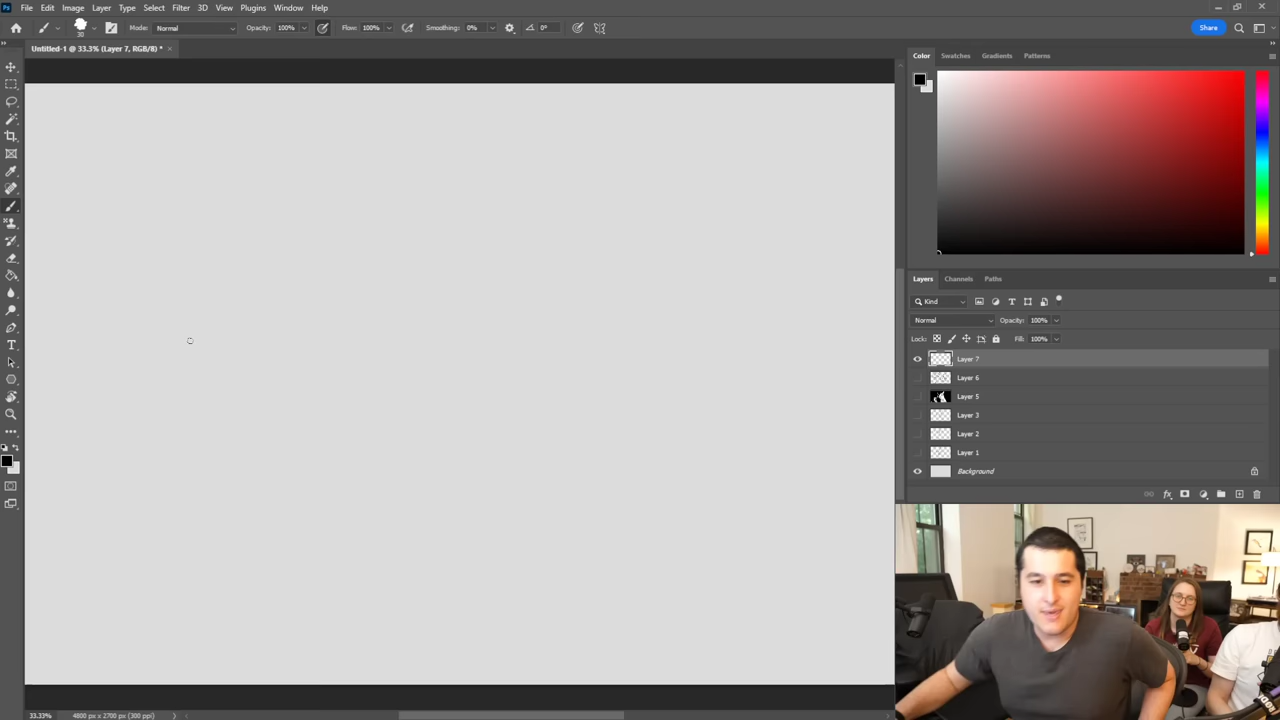 Ps File Edit Image Layer Type Select Filter 3D View Plugins Window Help
30 Mode: Normal Opacity: 100% Flow: 100% Smoothing: 0% 0° Share
Untitled-1 @ 33.3% (Layer 7, RGB/8) * ×
Color Swatches Gradients Patterns
Layers Channels Paths
Kind
Normal Opacity: 100%
Lock: Fill: 100%
Layer 7
Layer 6
Layer 5
Layer 3
Layer 2
Layer 1
Background
33.33% 4800 px x 2700 px (300 ppi)